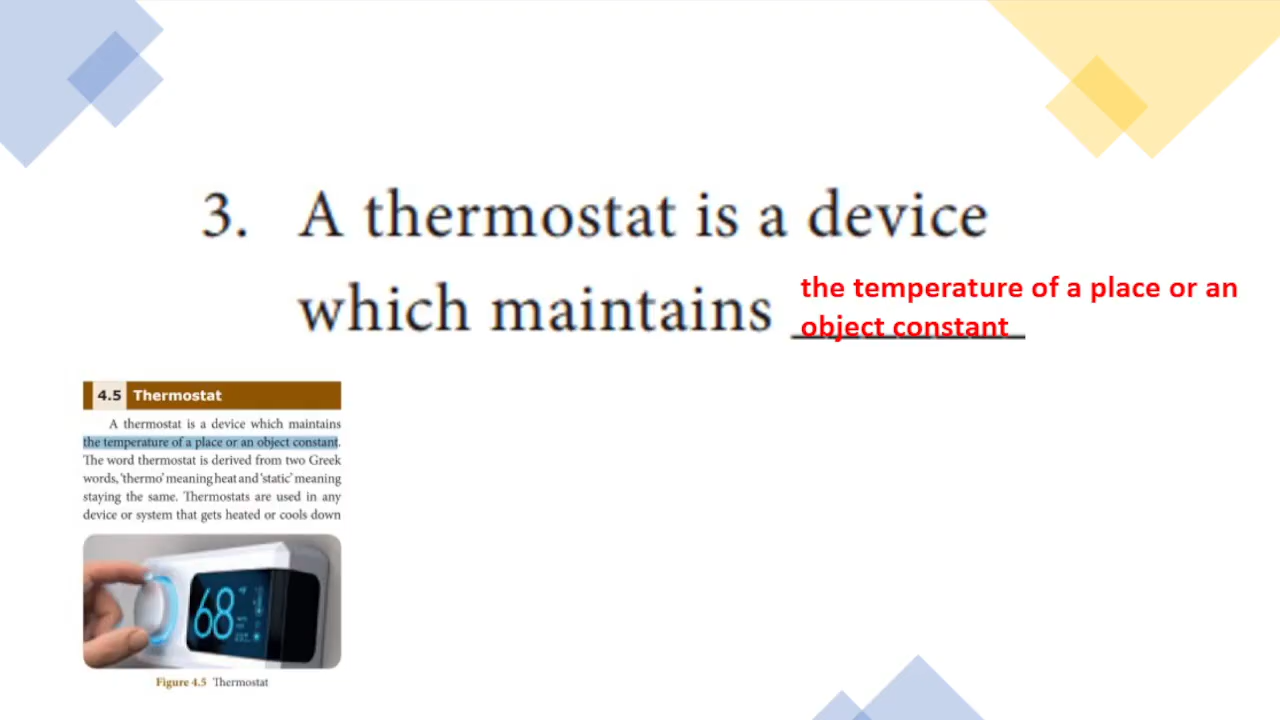 3. A thermostat is a device
which maintains the temperature of a place or an
object constant
4.5 Thermostat
A thermostat is a device which maintains
the temperature of a place or an object constant.
The word thermostat is derived from two Greek
words, ‘thermo’ meaning heat and ‘static’ meaning
staying the same. Thermostats are used in any
device or system that gets heated or cools down
68
Figure 4.5 Thermostat